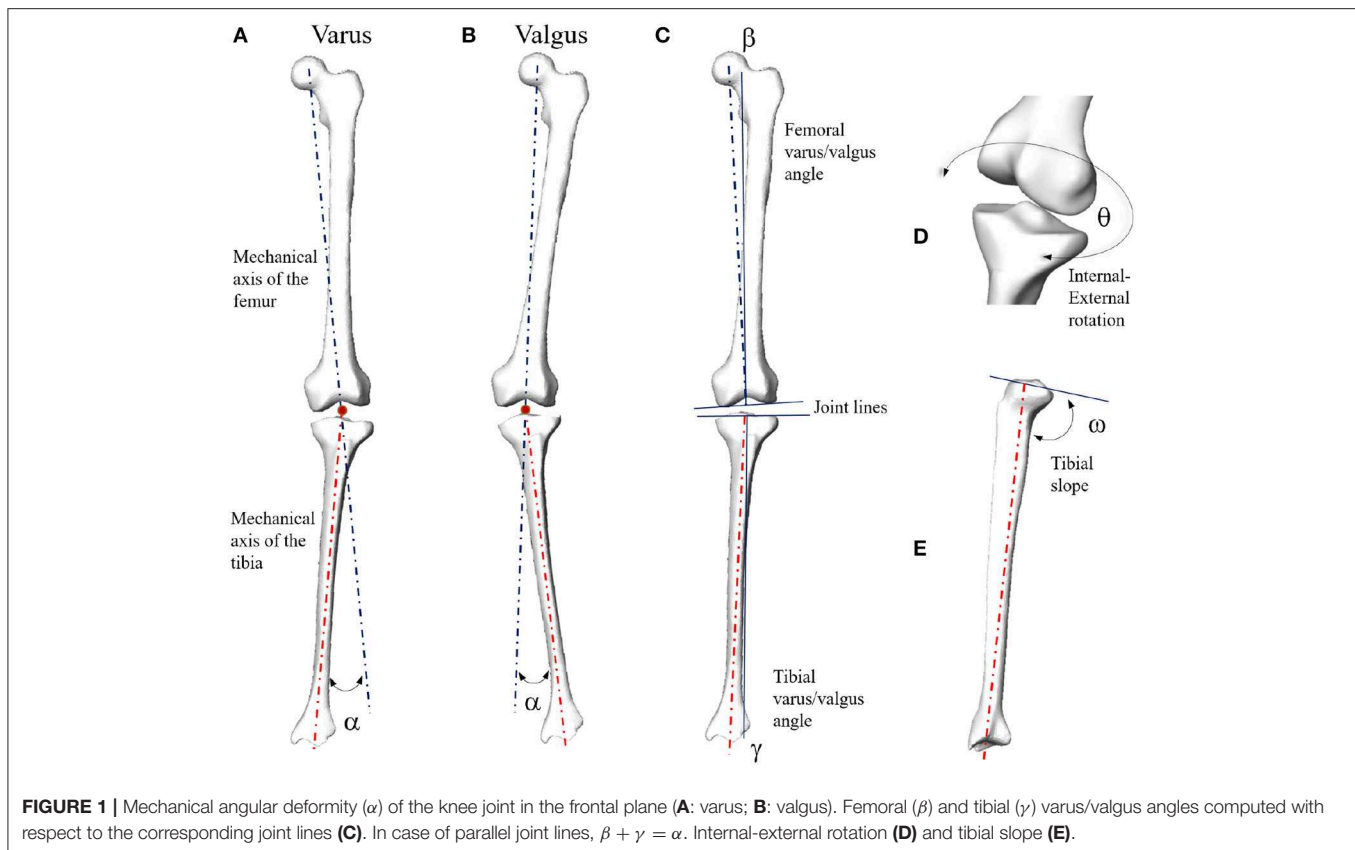 A
Varus
B
Valgus
C
β
Femoral
varus/valgus
angle
Mechanical
axis of the
femur
D
θ
Internal-
External
rotation
Joint lines
ω
Tibial
slope
Mechanical
axis of the
tibia
E
Tibial
varus/valgus
angle
α
α
γ
FIGURE 1 | Mechanical angular deformity (α) of the knee joint in the frontal plane (A: varus; B: valgus). Femoral (β) and tibial (γ) varus/valgus angles computed with
respect to the corresponding joint lines (C). In case of parallel joint lines, β + γ = α. Internal-external rotation (D) and tibial slope (E).